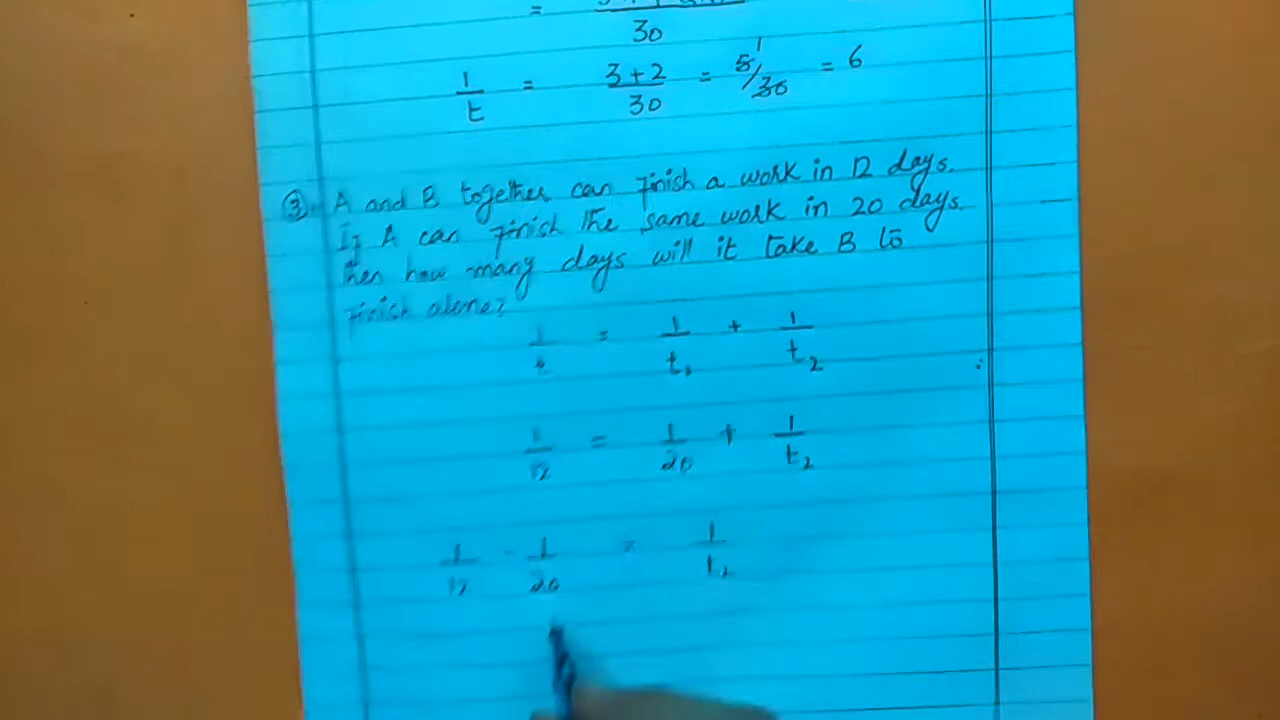 = 30
1/t = 3+2/30 = 5/30 1 = 6
③ A and B together can finish a work in 12 days.
If A can finish the same work in 20 days.
then how many days will it take B to
finish alone?
1/t = 1/t₁ + 1/t₂
1/12 = 1/20 + 1/t₂
1/12 - 1/20 = 1/t₂